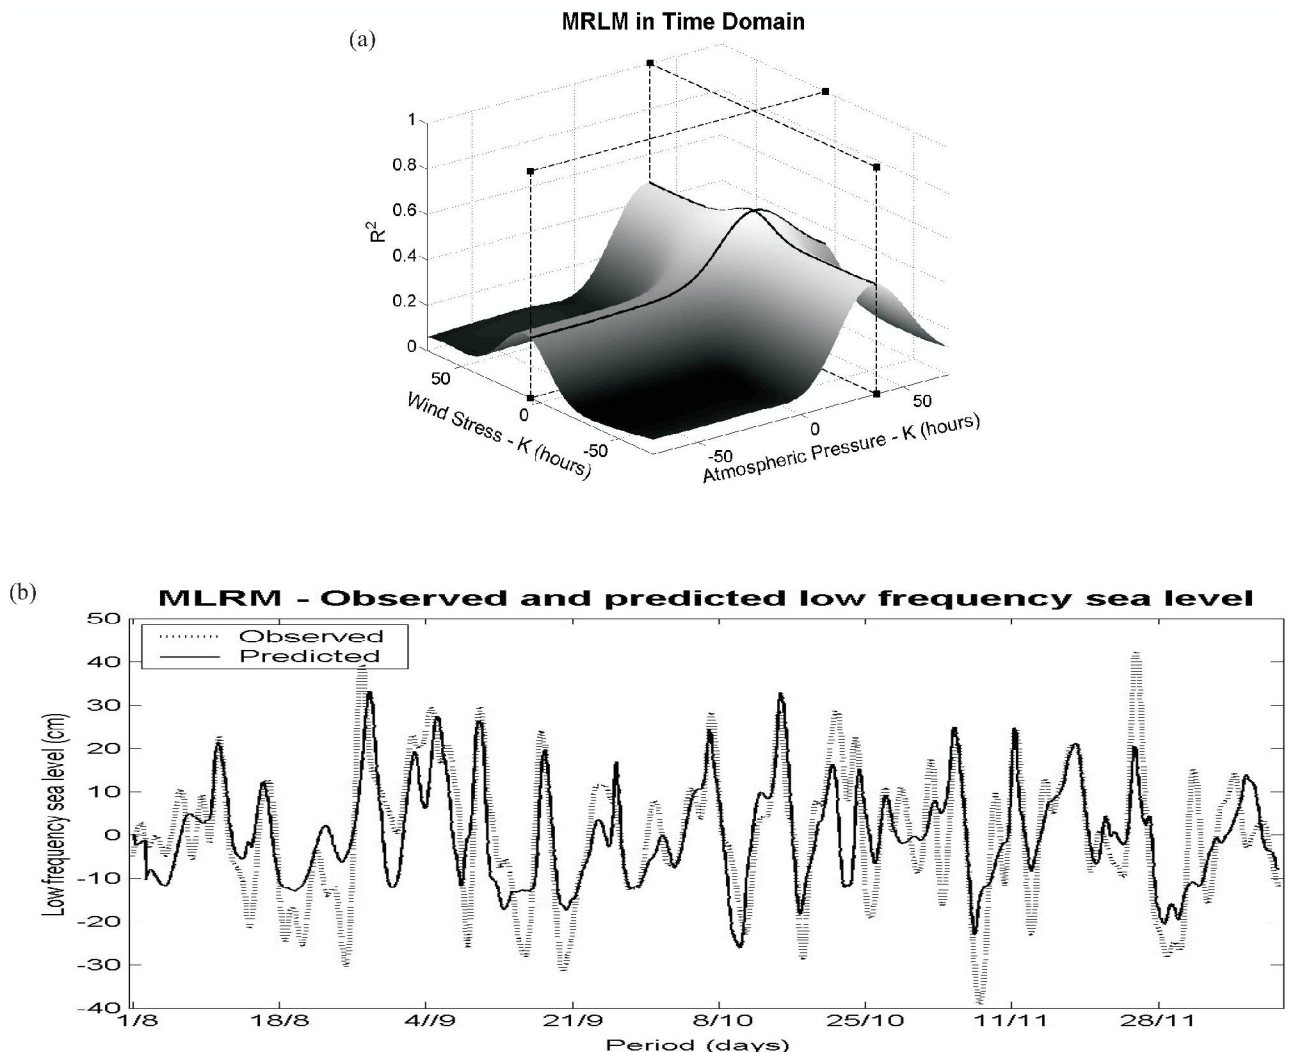 MRLM in Time Domain
(a)
1
0.8
0.6
0.4
0.2
0
R2
50
0
-50
Wind Stress - K (hours)
-50
0
50
Atmospheric Pressure - K (hours)
(b)
MLRM - Observed and predicted low frequency sea level
50
40
30
20
10
0
-10
-20
-30
-40
Observed
Predicted
Low frequency sea level (cm)
1/8 18/8 4//9 21/9 8/10 25/10 11/11 28/11
Period (days)